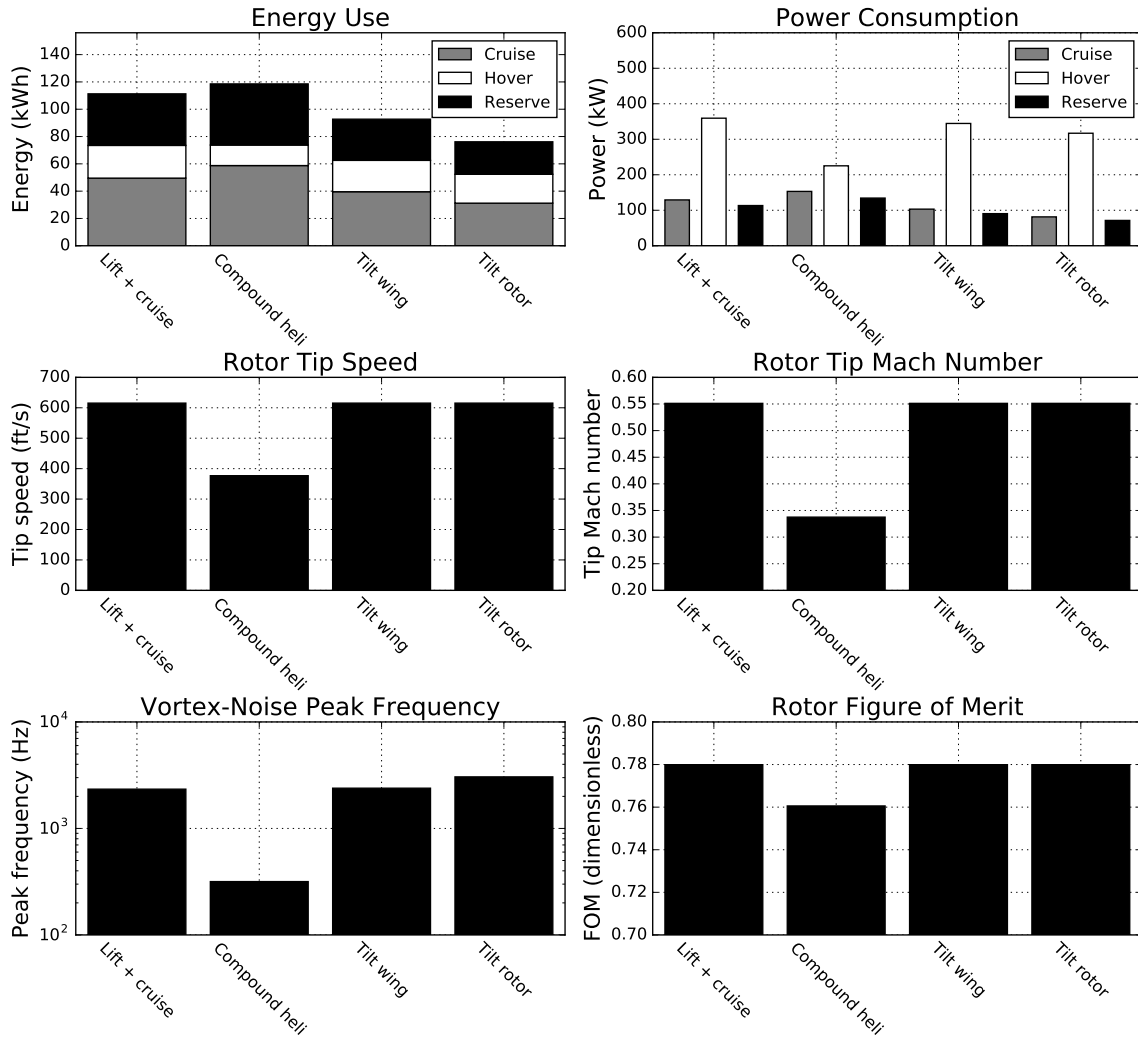 Energy Use
Energy (kWh)
140
120
100
80
60
40
20
0
Cruise
Hover
Reserve
Lift + cruise
Compound heli
Tilt wing
Tilt rotor
Power Consumption
Power (kW)
600
500
400
300
200
100
0
Cruise
Hover
Reserve
Lift + cruise
Compound heli
Tilt wing
Tilt rotor
Rotor Tip Speed
Tip speed (ft/s)
700
600
500
400
300
200
100
0
Lift + cruise
Compound heli
Tilt wing
Tilt rotor
Rotor Tip Mach Number
Tip Mach number
0.60
0.55
0.50
0.45
0.40
0.35
0.30
0.25
0.20
Lift + cruise
Compound heli
Tilt wing
Tilt rotor
Vortex-Noise Peak Frequency
Peak frequency (Hz)
10⁴
10³
10²
Lift + cruise
Compound heli
Tilt wing
Tilt rotor
Rotor Figure of Merit
FOM (dimensionless)
0.80
0.78
0.76
0.74
0.72
0.70
Lift + cruise
Compound heli
Tilt wing
Tilt rotor